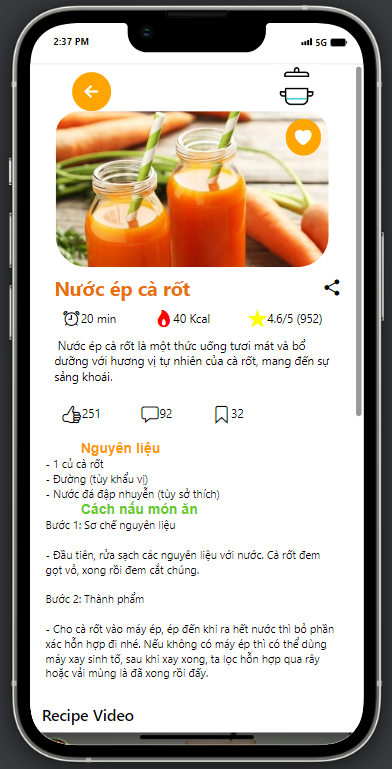 2:37 PM
5G
Nước ép cà rốt
20 min
40 Kcal
4.6/5 (952)
Nước ép cà rốt là một thức uống tươi mát và bổ
dưỡng với hương vị tự nhiên của cà rốt, mang đến sự
sảng khoái.
251
92
32
Nguyên liệu
- 1 củ cà rốt
- Đường (tùy khẩu vị)
- Nước đá đập nhuyễn (tùy sở thích)
Cách nấu món ăn
Bước 1: Sơ chế nguyên liệu
- Đầu tiên, rửa sạch các nguyên liệu với nước. Cà rốt đem
gọt vỏ, xong rồi đem cắt chúng.
Bước 2: Thành phẩm
- Cho cà rốt vào máy ép, ép đến khi ra hết nước thì bỏ phần
xác hỗn hợp đi nhé. Nếu không có máy ép thì có thể dùng
máy xay sinh tố, sau khi xay xong, ta lọc hỗn hợp qua rây
hoặc vải mùng là đã xong rồi đấy.
Recipe Video